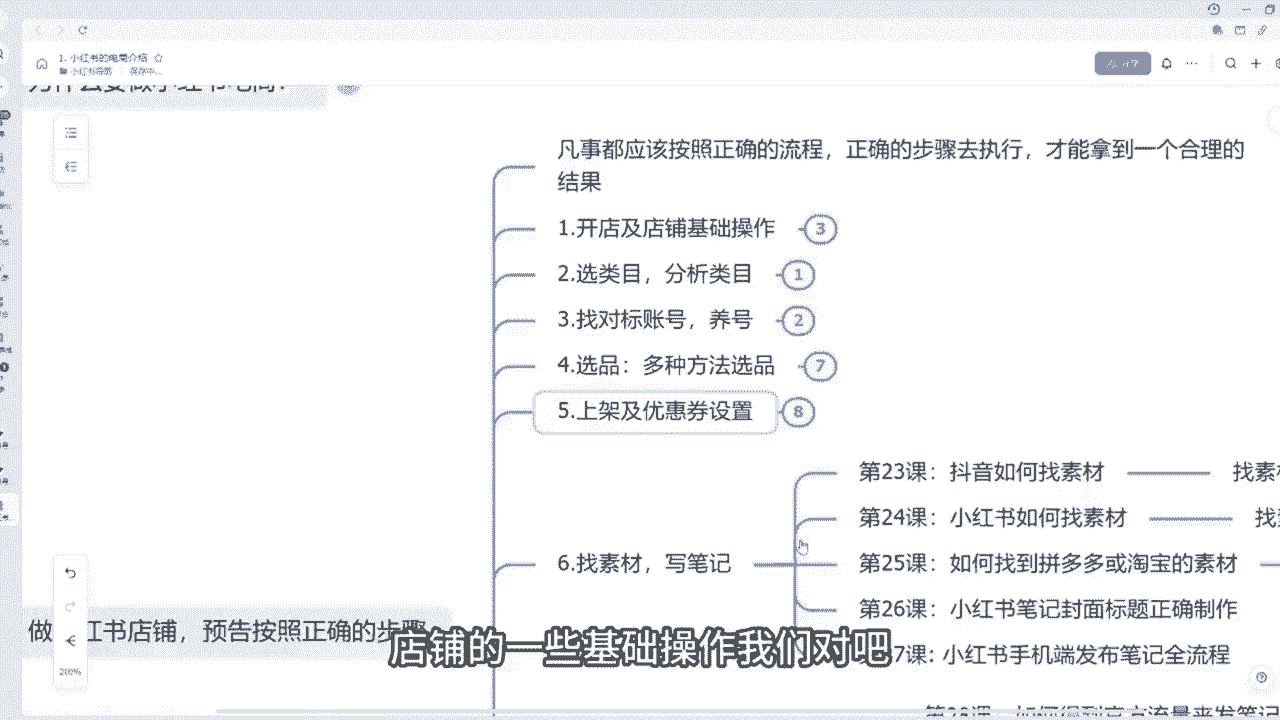 1. 小红书的电商介绍
小红书导航
保存中...
为什么要做小红书电商？
凡事都应该按照正确的流程，正确的步骤去执行，才能拿到一个合理的
结果
1.开店及店铺基础操作 3
2.选类目，分析类目 1
3.找对标账号，养号 2
4.选品：多种方法选品 7
5.上架及优惠券设置 8
第23课：抖音如何找素材 找素
第24课：小红书如何找素材 找
6.找素材，写笔记
第25课：如何找到拼多多或淘宝的素材
第26课：小红书笔记封面标题正确制作
做 红书店铺，预告按照正确的步骤
7课: 小红书手机端发布笔记全流程
店铺的一些基础操作我们对吧
200%